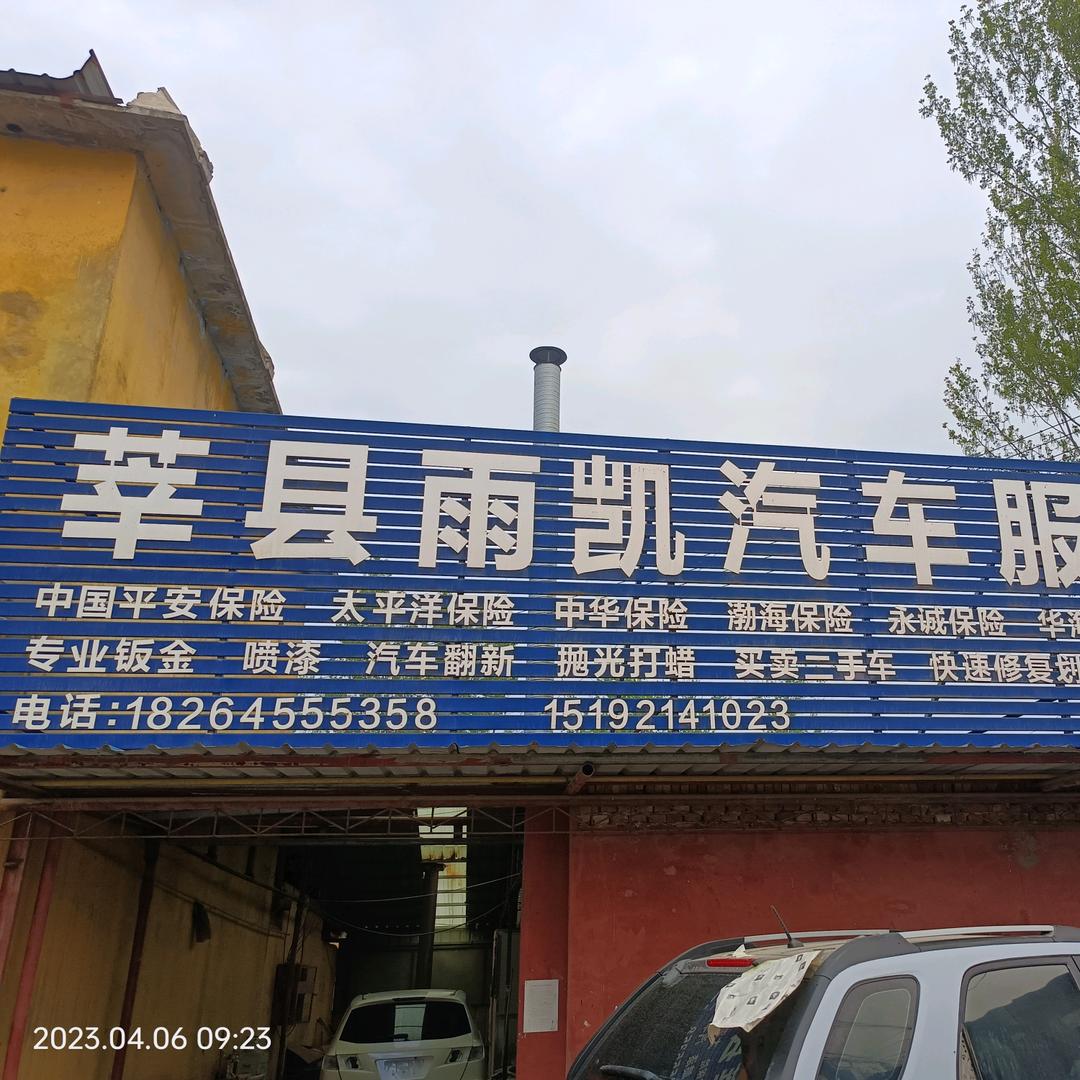 莘县雨凯汽车服
中国平安保险 太平洋保险 中华保险 渤海保险 永诚保险 华
专业钣金 喷漆 汽车翻新 抛光打蜡 买卖二手车 快速修复划
电话:18264555358 15192141023
2023.04.06 09:23